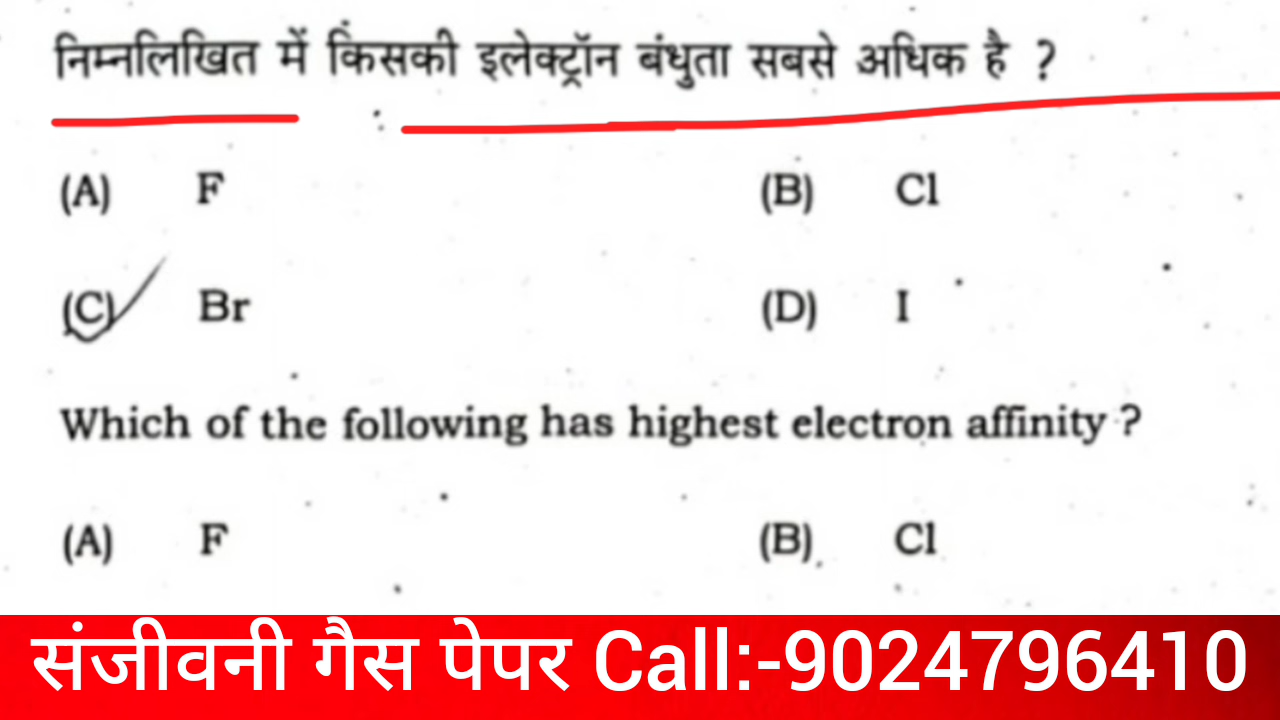 निम्नलिखित में किसकी इलेक्ट्रॉन बंधुता सबसे अधिक है ?
(A) F (B) Cl
(C) Br (D) I
Which of the following has highest electron affinity ?
(A) F (B) Cl
संजीवनी गैस पेपर Call:-9024796410